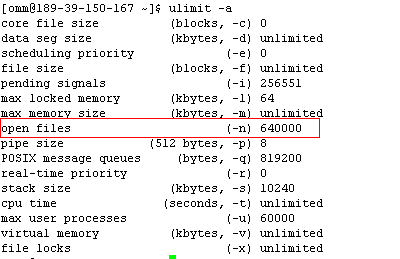 [omm@189-39-150-167 ~]$ ulimit -a
core file size (blocks, -c) 0
data seg size (kbytes, -d) unlimited
scheduling priority (-e) 0
file size (blocks, -f) unlimited
pending signals (-i) 256551
max locked memory (kbytes, -l) 64
max memory size (kbytes, -m) unlimited
open files (-n) 640000
pipe size (512 bytes, -p) 8
POSIX message queues (bytes, -q) 819200
real-time priority (-r) 0
stack size (kbytes, -s) 10240
cpu time (seconds, -t) unlimited
max user processes (-u) 60000
virtual memory (kbytes, -v) unlimited
file locks (-x) unlimited